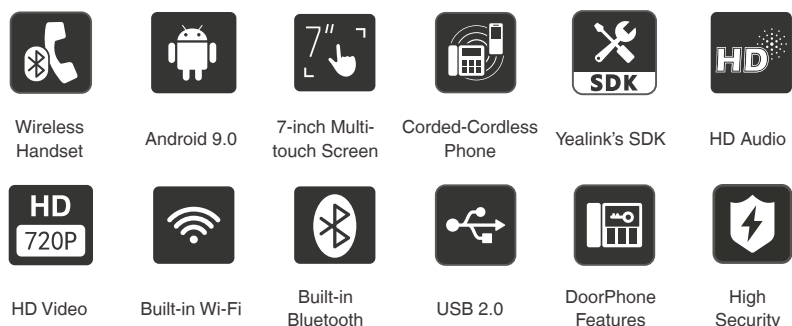 7"
SDK
HD
Wireless
Handset
Android 9.0
7-inch Multi-
touch Screen
Corded-Cordless
Phone
Yealink's SDK
HD Audio
HD
720P
HD Video
Built-in Wi-Fi
Built-in
Bluetooth
USB 2.0
DoorPhone
Features
High
Security